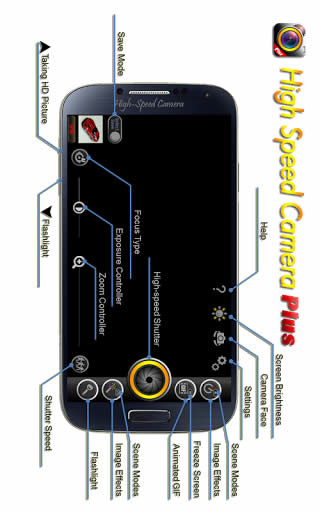 High Speed Camera Plus
Help
Screen Brightness
Camera Face
Settings
Save Mode
High-Speed Camera
Focus Type
Exposure Controller
Zoom Controller
High-speed Shutter
Scene Modes
Image Effects
Freeze Screen
AnimatedGIF
Scene Modes
Image Effects
Flashlight
Shutter Speed
▲Taking HD Picture
▼Flashlight